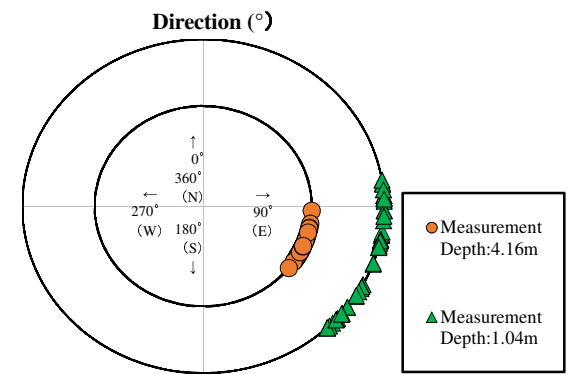 Direction (°)
↑
0°
360°
(N)
← →
270° 90°
(W) 180° (E)
(S)
↓
Measurement
Depth:4.16m
Measurement
Depth:1.04m